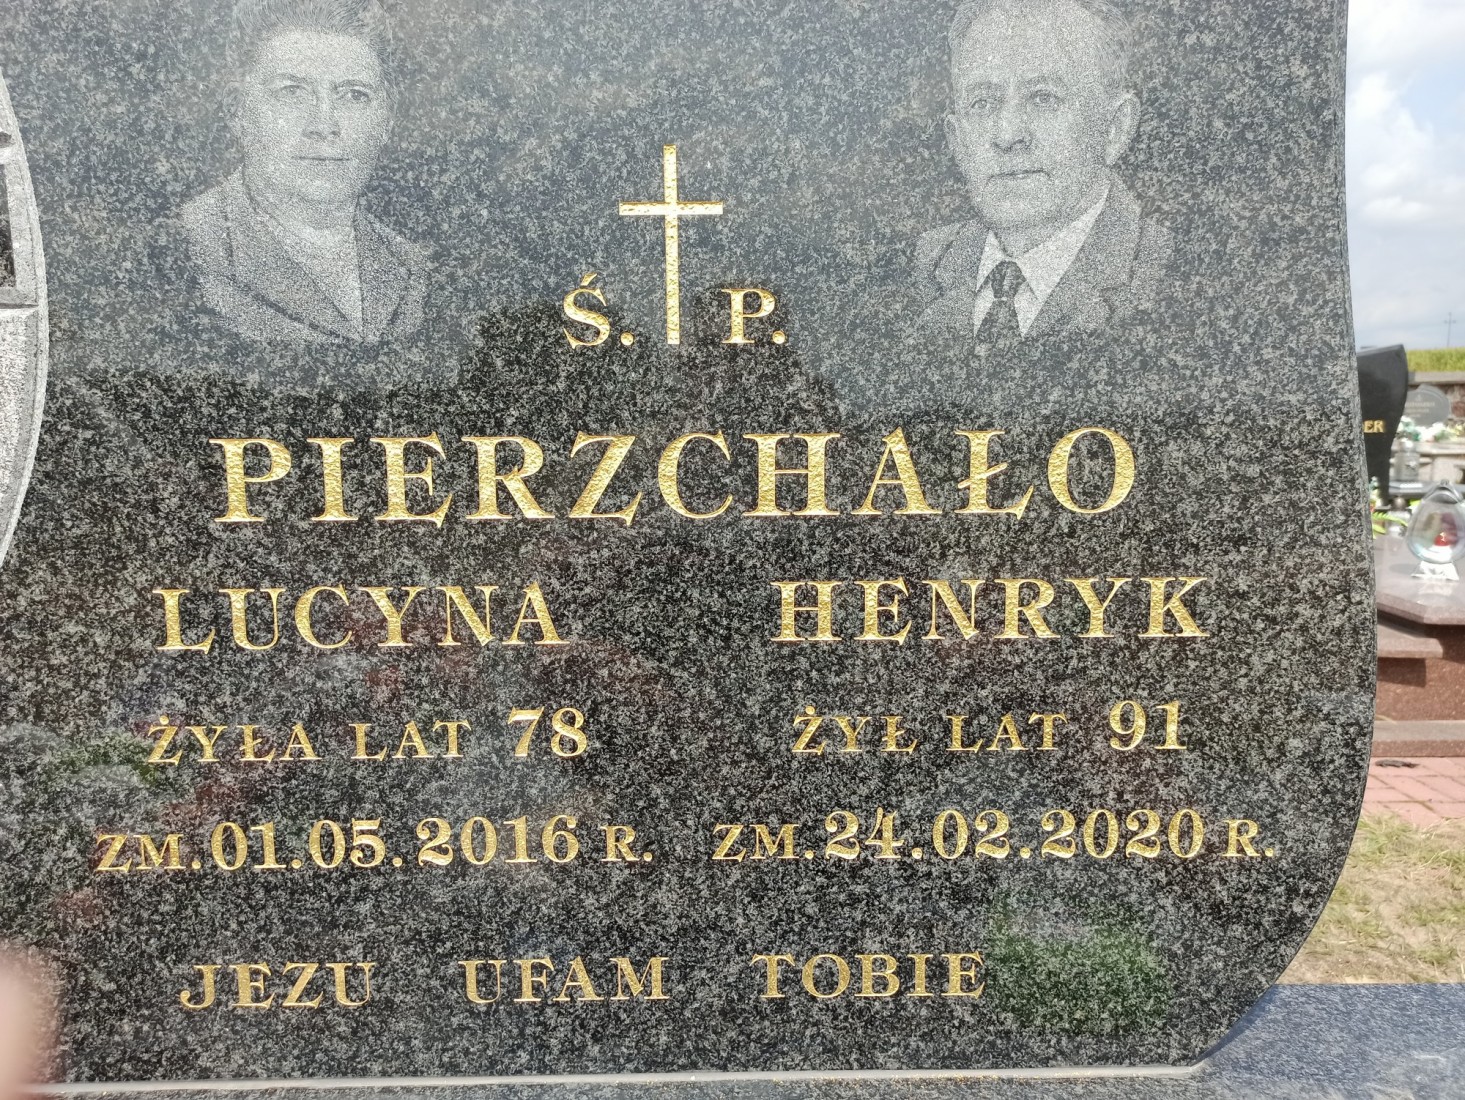 Ś. P.
PIERZCHAŁO
LUCYNA HENRYK
ŻYŁA LAT 78 ŻYŁ LAT 91
ZM. 01.05.2016 R. ZM. 24.02.2020 R.
JEZU UFAM TOBIE